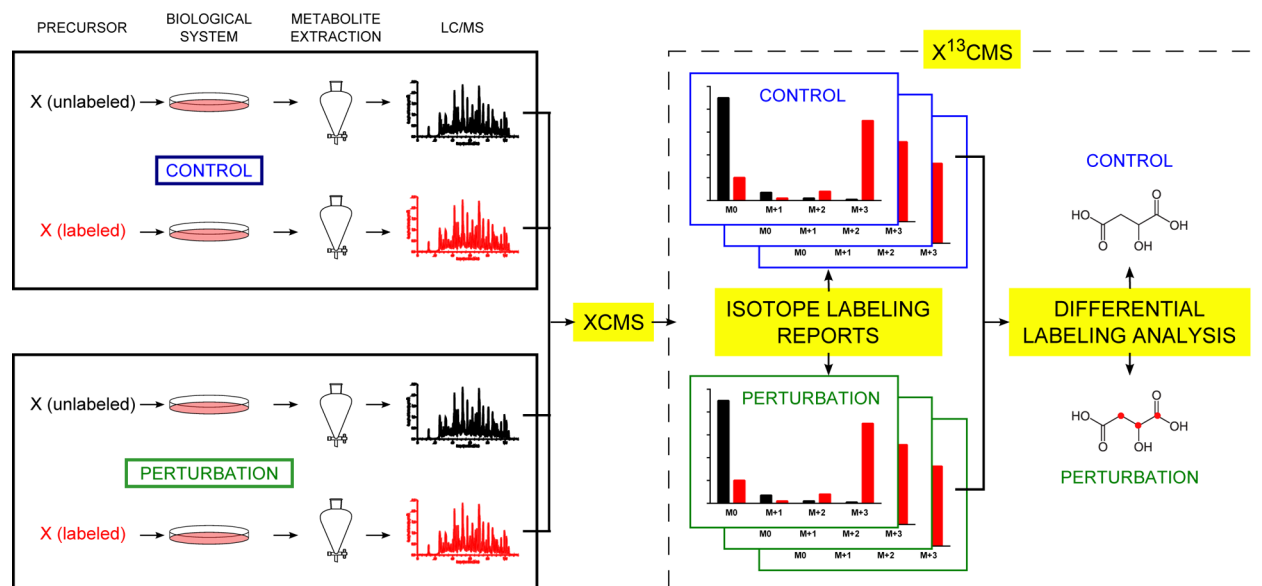 PRECURSOR
BIOLOGICAL
SYSTEM
METABOLITE
EXTRACTION
LC/MS
X (unlabeled)
CONTROL
X (labeled)
X (unlabeled)
PERTURBATION
X (labeled)
XCMS
X¹³CMS
CONTROL
M0 M+1 M+2 M+3
M0 M+1 M+2 M+3
M0 M+1 M+2 M+3
ISOTOPE LABELING
REPORTS
PERTURBATION
M0 M+1 M+2 M+3
M0 M+1 M+2 M+3
M0 M+1 M+2 M+3
CONTROL
O
HO
OH
O
OH
DIFFERENTIAL
LABELING ANALYSIS
O
HO
OH
O
OH
PERTURBATION